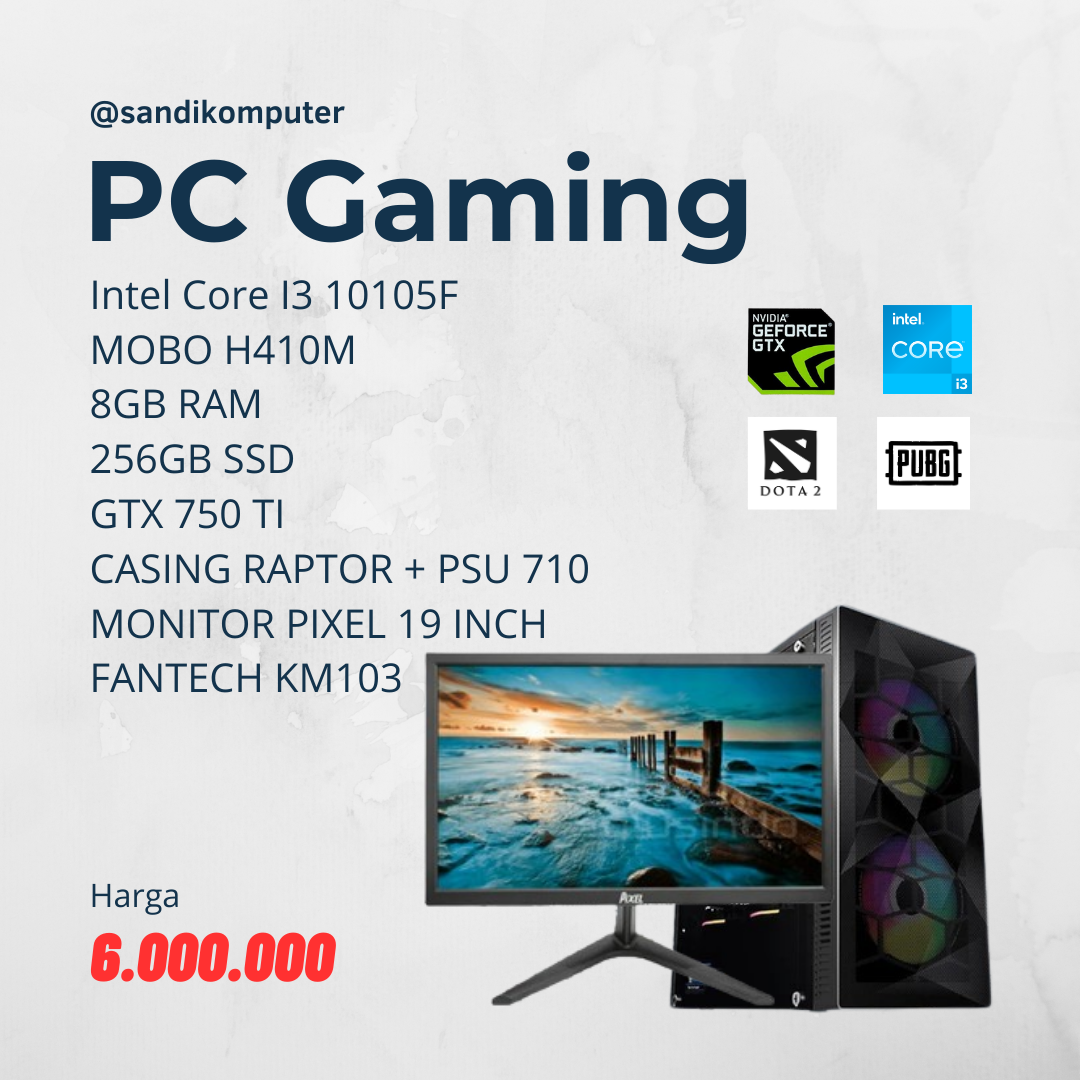 @sandikomputer
PC Gaming
Intel Core I3 10105F
MOBO H410M
8GB RAM
256GB SSD
GTX 750 TI
CASING RAPTOR + PSU 710
MONITOR PIXEL 19 INCH
FANTECH KM103
NVIDIA®
GEFORCE®
GTX
intel.
CORE
i3
DOTA 2
PUBG
PIXEL
Harga
6.000.000